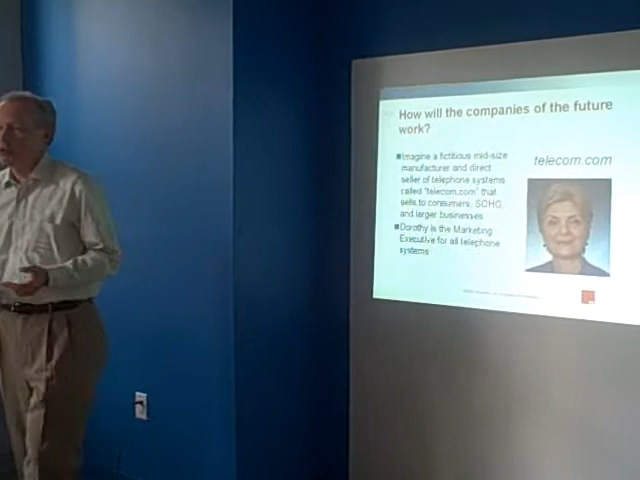 How will the companies of the future
work?
Imagine a fictitious mid-size
manufacturer and direct
seller of telephone systems
called "telecom.com" that
sells to consumers, SOHO,
and larger businesses
Dorothy is the Marketing
Executive for all telephone
systems
telecom.com